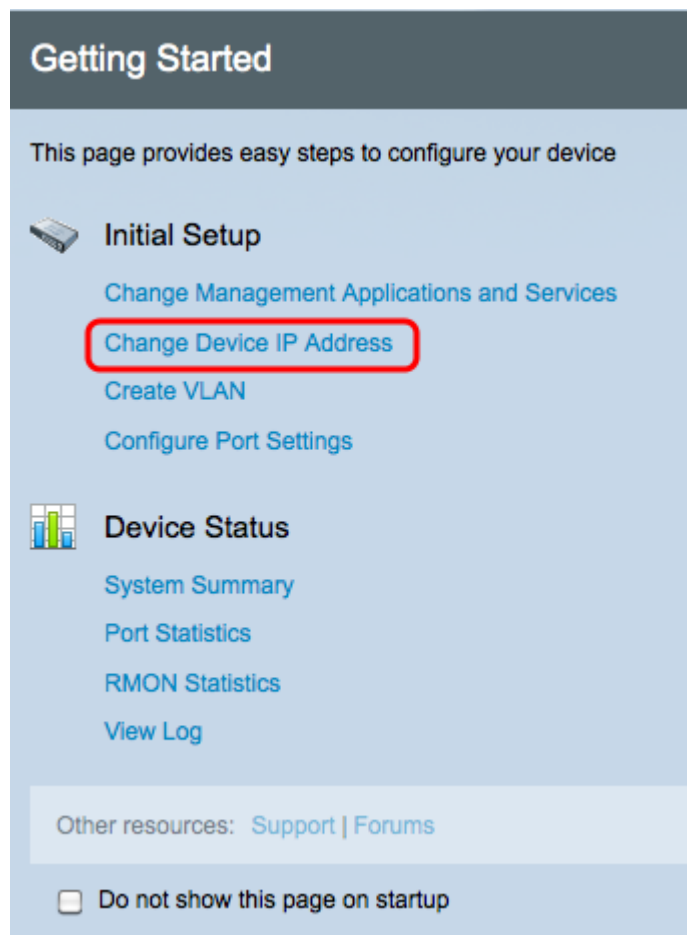 Getting Started
This page provides easy steps to configure your device
Initial Setup
Change Management Applications and Services
Change Device IP Address
Create VLAN
Configure Port Settings
Device Status
System Summary
Port Statistics
RMON Statistics
View Log
Other resources: Support | Forums
Do not show this page on startup